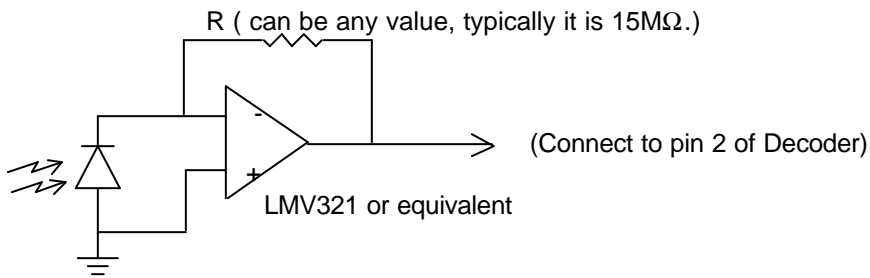 R ( can be any value, typically it is 15MΩ.)
-
(Connect to pin 2 of Decoder)
+
LMV321 or equivalent